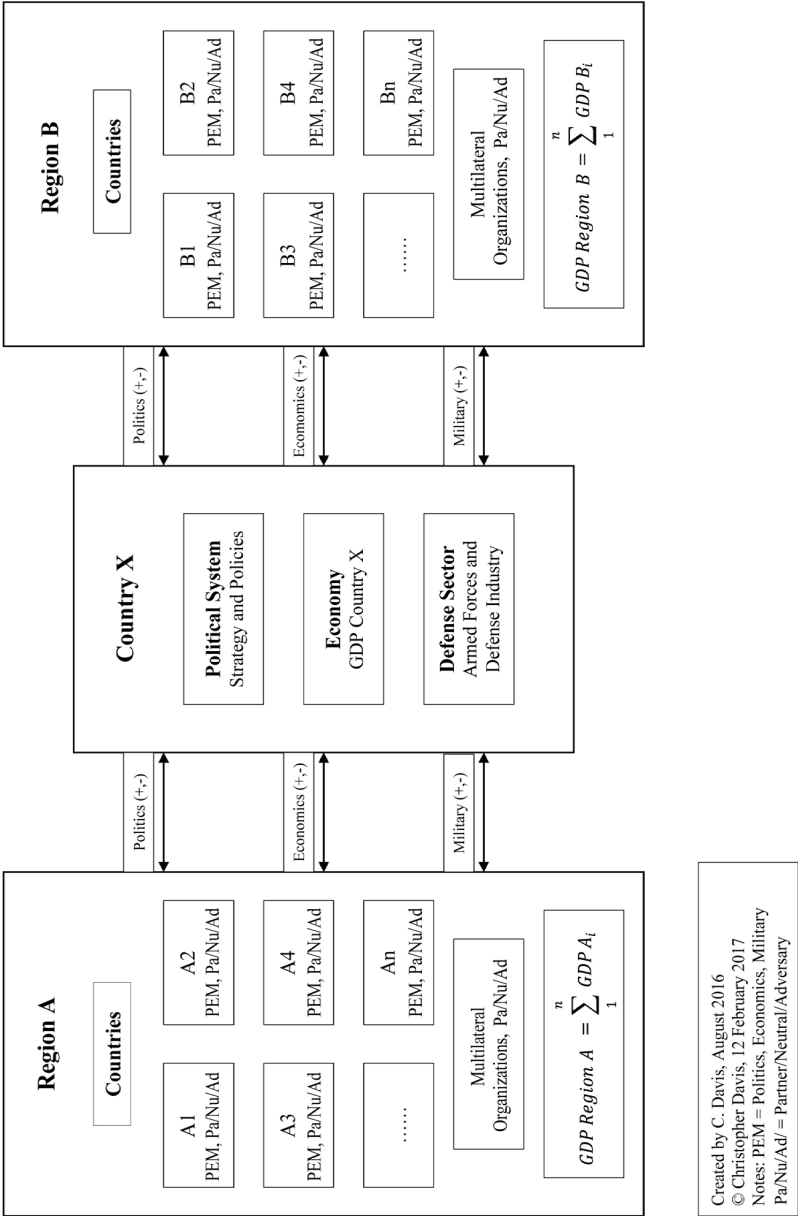 Region A
Countries
A1
PEM, Pa/Nu/Ad
A2
PEM, Pa/Nu/Ad
A3
PEM, Pa/Nu/Ad
A4
PEM, Pa/Nu/Ad
......
An
PEM, Pa/Nu/Ad
Multilateral
Organizations, Pa/Nu/Ad
GDP Region A = n∑1 GDP Ai
Politics (+,-)
Economics (+,-)
Military (+,-)
Country X
Political System
Strategy and Policies
Economy
GDP Country X
Defense Sector
Armed Forces and
Defense Industry
Politics (+,-)
Ecomomics (+,-)
Military (+,-)
Region B
Countries
B1
PEM, Pa/Nu/Ad
B2
PEM, Pa/Nu/Ad
B3
PEM, Pa/Nu/Ad
B4
PEM, Pa/Nu/Ad
......
Bn
PEM, Pa/Nu/Ad
Multilateral
Organizations, Pa/Nu/Ad
GDP Region B = n∑1 GDP Bi
Created by C. Davis, August 2016
© Christopher Davis, 12 February 2017
Notes: PEM = Politics, Economics, Military
Pa/Nu/Ad/ = Partner/Neutral/Adversary